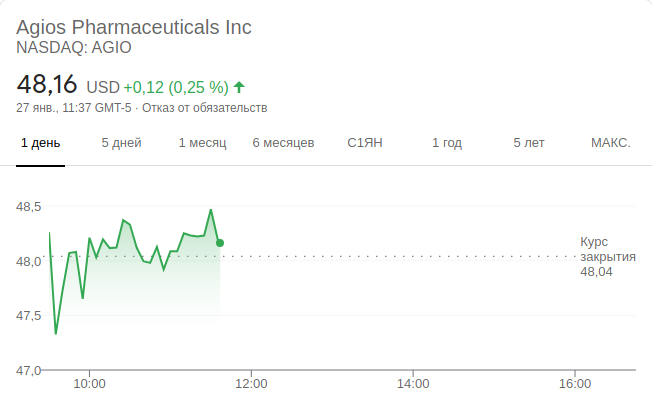 Agios Pharmaceuticals Inc
NASDAQ: AGIO
48,16 USD +0,12 (0,25 %)
27 янв., 11:37 GMT-5 · Отказ от обязательств
1 день 5 дней 1 месяц 6 месяцев С1ЯН 1 год 5 лет МАКС.
48,5
Курс
48,0 закрытия
48,04
47,5
47,0
10:00 12:00 14:00 16:00